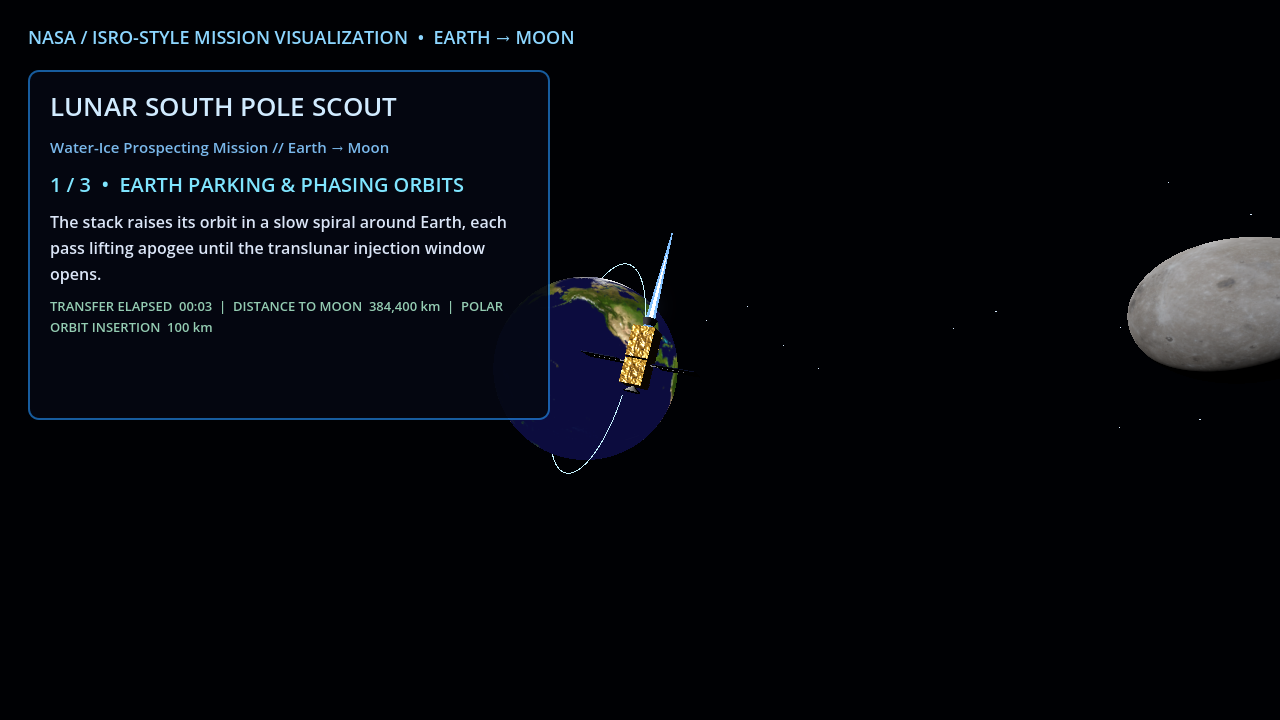 NASA / ISRO-STYLE MISSION VISUALIZATION • EARTH → MOON
LUNAR SOUTH POLE SCOUT
Water-Ice Prospecting Mission // Earth → Moon
1 / 3 • EARTH PARKING & PHASING ORBITS
The stack raises its orbit in a slow spiral around Earth, each
pass lifting apogee until the translunar injection window
opens.
TRANSFER ELAPSED 00:03 | DISTANCE TO MOON 384,400 km | POLAR
ORBIT INSERTION 100 km